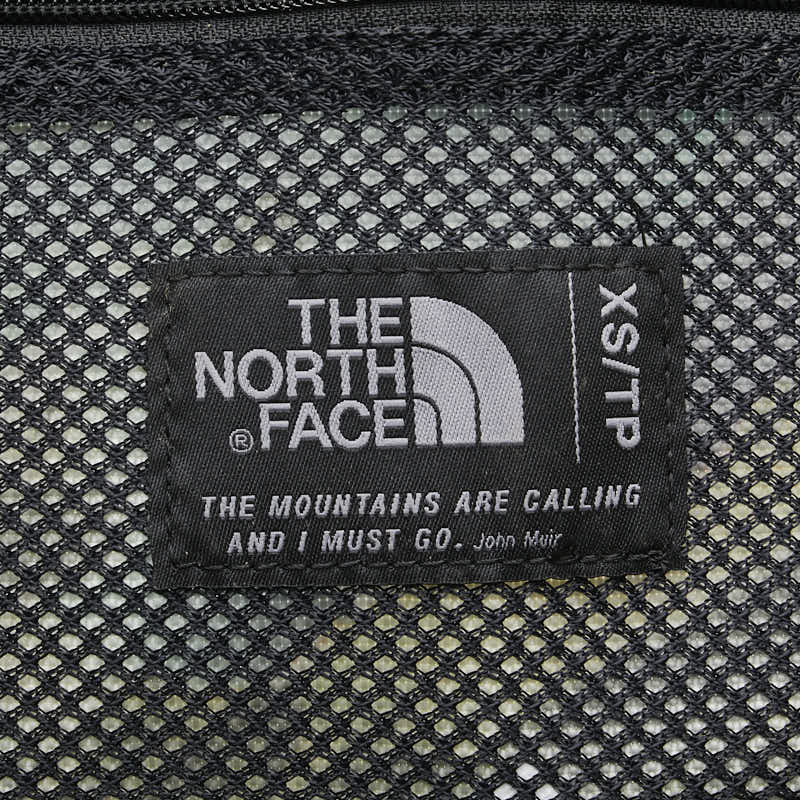 THE
NORTH
® FACE
XS/TP
THE MOUNTAINS ARE CALLING
AND I MUST GO. John Muir